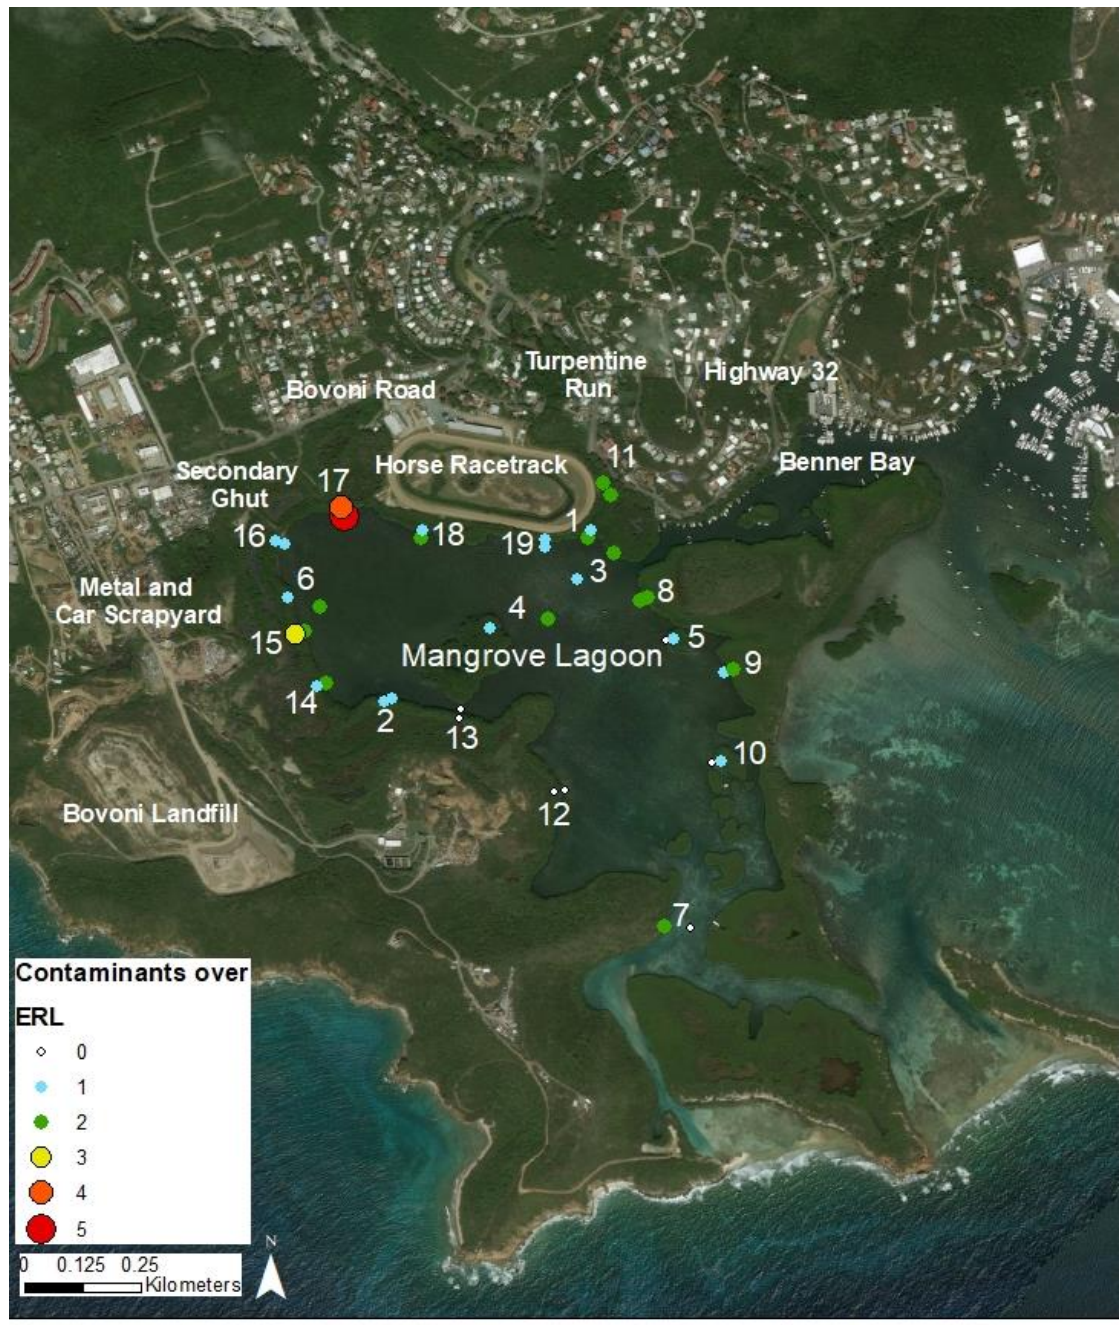 Turpentine
Run
Highway 32
Bovoni Road
Horse Racetrack
11
Benner Bay
Secondary
Ghut
17
16
18
19
1
3
6
Metal and
Car Scrapyard
8
4
15
5
Mangrove Lagoon
9
14
2
13
10
12
Bovoni Landfill
7
Contaminants over
ERL
0
1
2
3
4
5
N
0 0.125 0.25
Kilometers